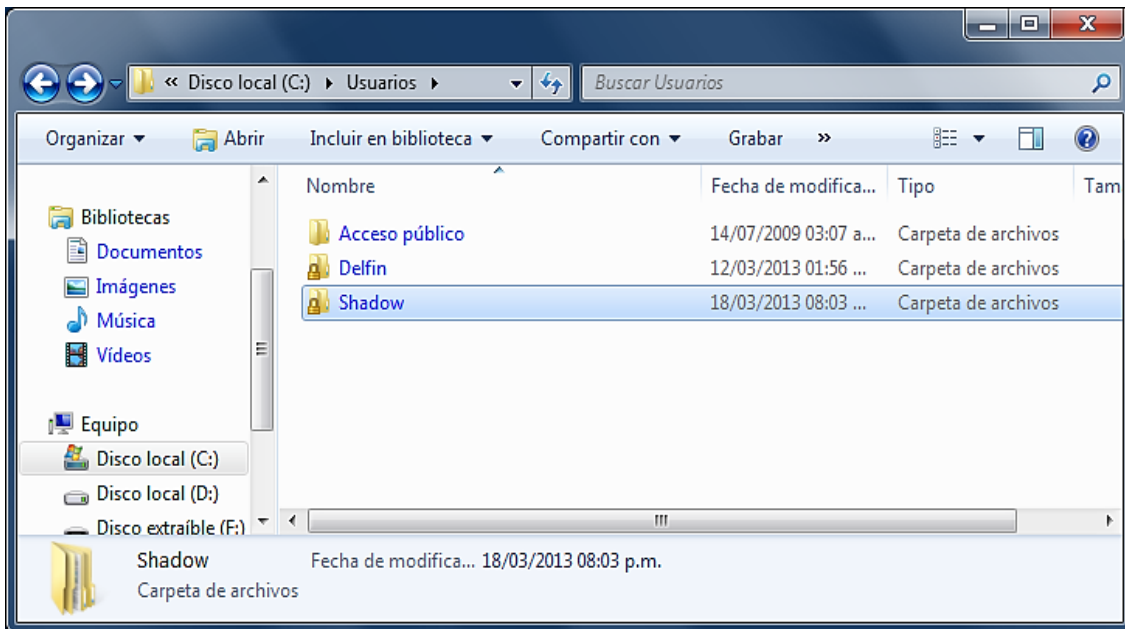 « Disco local (C:) Usuarios
Buscar Usuarios
Organizar Abrir Incluir en biblioteca Compartir con Grabar »
Nombre Fecha de modifica... Tipo Tam
Bibliotecas
Documentos
Imágenes
Música
Vídeos
Equipo
Disco local (C:)
Disco local (D:)
Disco extraíble (F:)
Acceso público 14/07/2009 03:07 a... Carpeta de archivos
Delfin 12/03/2013 01:56 ... Carpeta de archivos
Shadow 18/03/2013 08:03 ... Carpeta de archivos
Shadow Fecha de modifica... 18/03/2013 08:03 p.m.
Carpeta de archivos